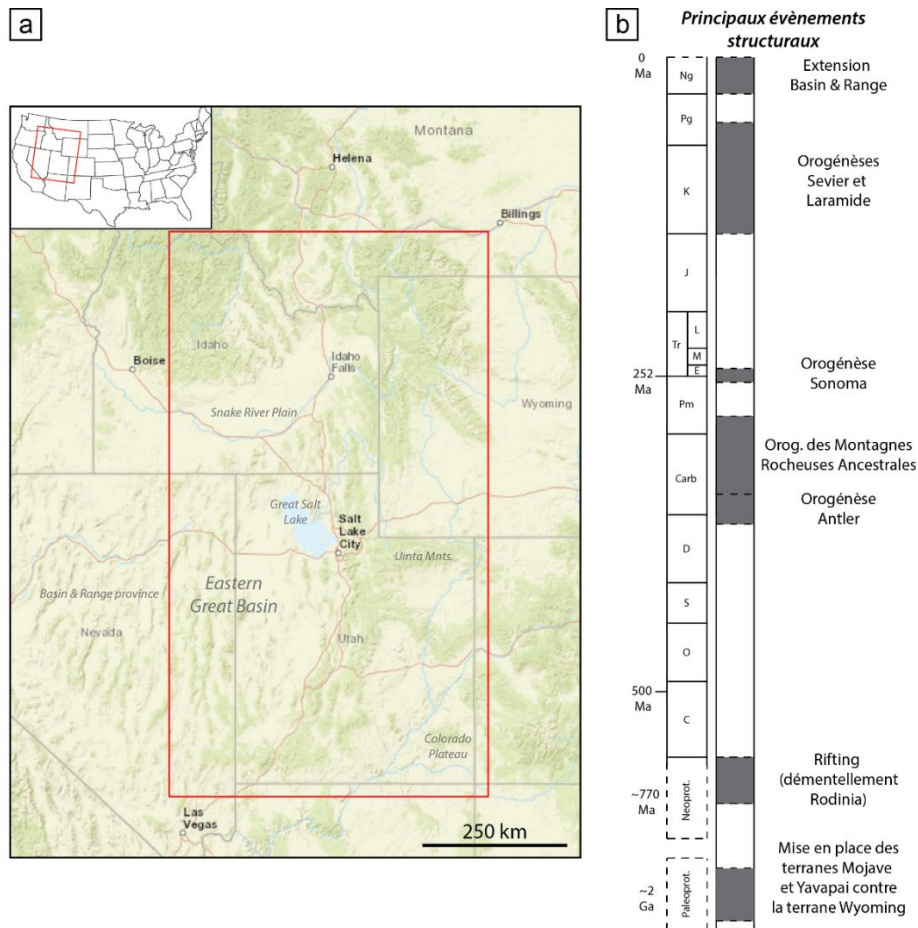 a
Montana
Helena
Billings
Idaho
Boise
Idaho
Falls
Wyoming
Snake River Plain
Great Salt
Lake
Salt
Lake
City
Uinta Mnts.
Eastern
Great Basin
Basin & Range province
Nevada
Utah
Colorado
Plateau
Las
Vegas
250 km
b
Principaux évènements
structuraux
0
Ma
Ng
Extension
Basin & Range
Pg
K
Orogénèses
Sevier et
Laramide
J
Tr
L
M
E
252
Ma
Orogénèse
Sonoma
Pm
Carb
Orog. des Montagnes
Rocheuses Ancestrales
Orogénèse
Antler
D
S
O
500
Ma
C
Rifting
(démentellement
Rodinia)
~770
Ma
Neoprot.
Mise en place des
terranes Mojave
et Yavapai contre
la terrane Wyoming
~2
Ga
Paleoprot.